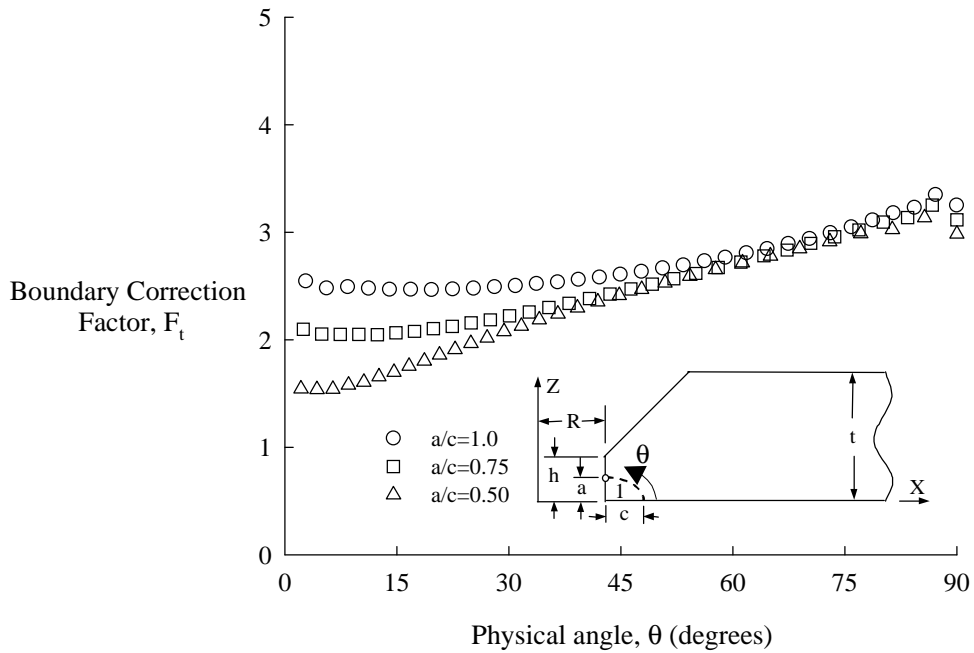 5
4
3
2
1
0
Boundary Correction
Factor, F_t
0 15 30 45 60 75 90
Physical angle, θ (degrees)
a/c=1.0
a/c=0.75
a/c=0.50
Z
R
h
a
θ
1
c
t
X